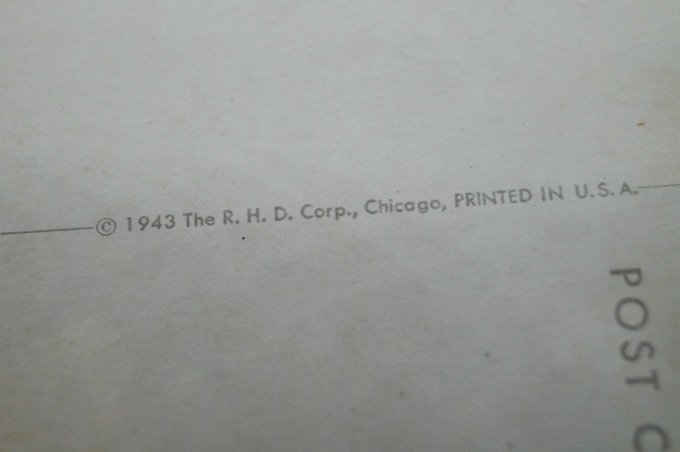 © 1943 The R. H. D. Corp., Chicago, PRINTED IN U.S.A.
POST C